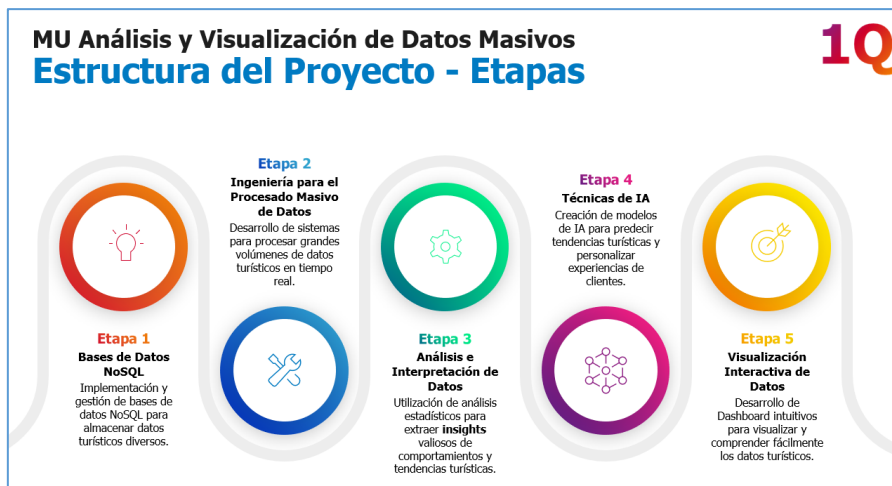 MU Análisis y Visualización de Datos Masivos
Estructura del Proyecto - Etapas
1Q
Etapa 1
Bases de Datos
NoSQL
Implementación y
gestión de bases de
datos NoSQL para
almacenar datos
turísticos diversos.
Etapa 2
Ingeniería para el
Procesado Masivo
de Datos
Desarrollo de sistemas
para procesar grandes
volúmenes de datos
turísticos en tiempo
real.
Etapa 3
Análisis e
Interpretación de
Datos
Utilización de análisis
estadísticos para
extraer insights
valiosos de
comportamientos y
tendencias turísticas.
Etapa 4
Técnicas de IA
Creación de modelos
de IA para predecir
tendencias turísticas y
personalizar
experiencias de
clientes.
Etapa 5
Visualización
Interactiva de
Datos
Desarrollo de
Dashboard intuitivos
para visualizar y
comprender fácilmente
los datos turísticos.